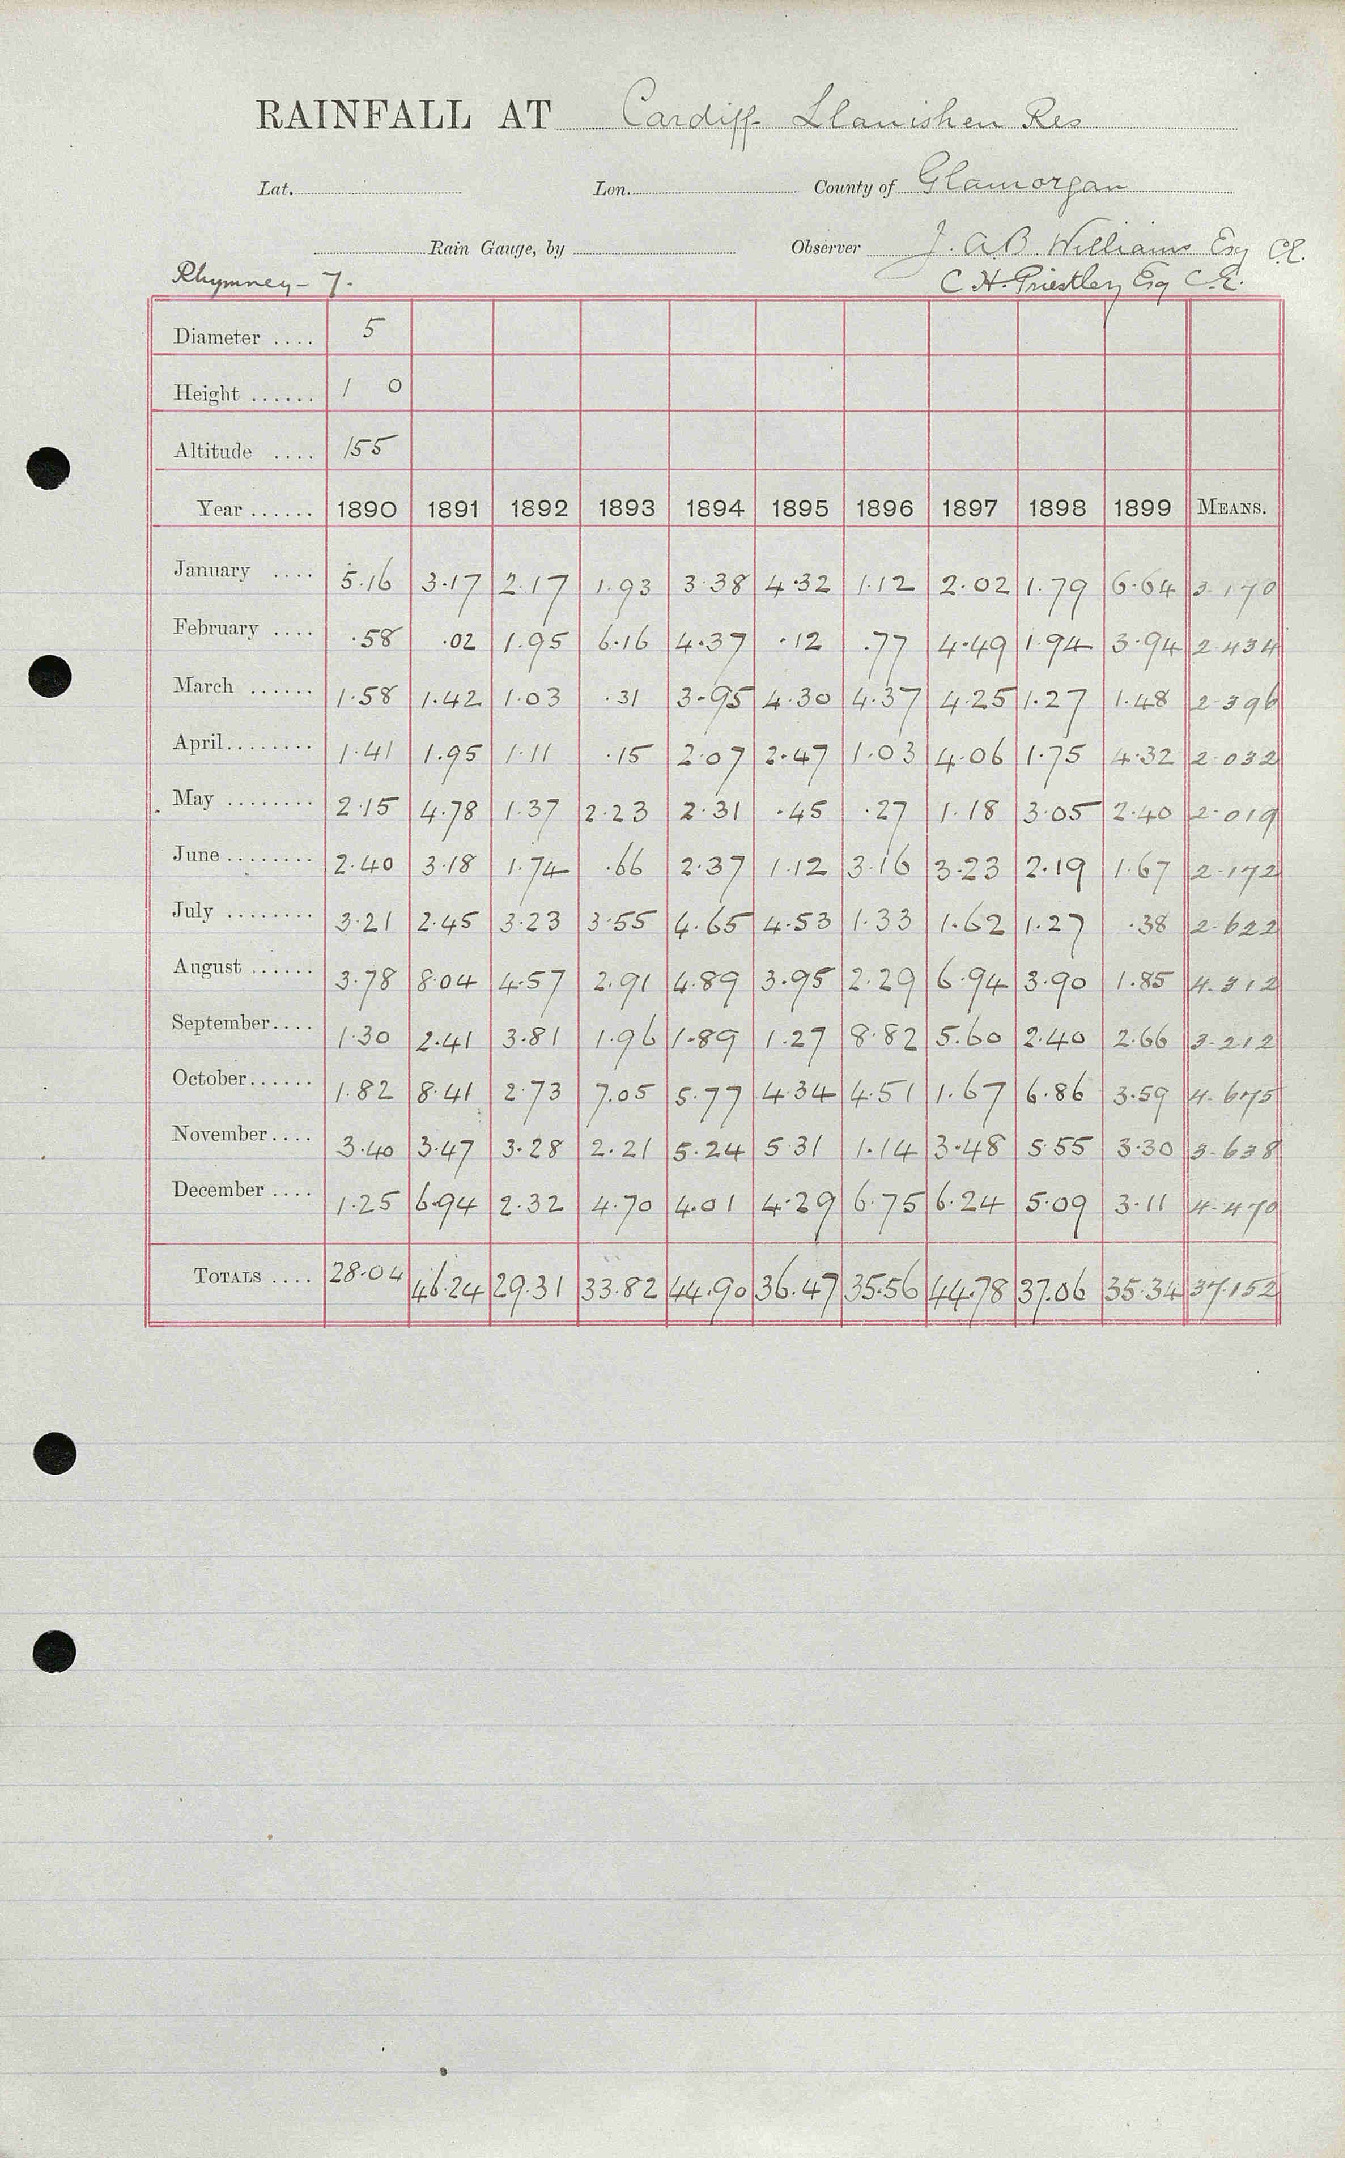 RAINFALL AT Cardiff Llanishen Res
Lat. Lon. County of Glamorgan
Rain Gauge, by Observer J. A. B. Williams Esq C.E.
Rhymney - 7. C H. Priestley Esq C.E.
Diameter .... 5
Height ...... 1 0
Altitude .... 155
Year ...... 1890 1891 1892 1893 1894 1895 1896 1897 1898 1899 MEANS.
January .... 5.16 3.17 2.17 1.93 3.38 4.32 1.12 2.02 1.79 6.64 3.170
February .... .58 .02 1.95 6.16 4.37 .12 .77 4.49 1.94 3.94 2.434
March ...... 1.58 1.42 1.03 .31 3.95 4.30 4.37 4.25 1.27 1.48 2.396
April........ 1.41 1.95 1.11 .15 2.07 2.47 1.03 4.06 1.75 4.32 2.032
May ........ 2.15 4.78 1.37 2.23 2.31 .45 .27 1.18 3.05 2.40 2.019
June ........ 2.40 3.18 1.74 .66 2.37 1.12 3.16 3.23 2.19 1.67 2.172
July ........ 3.21 2.45 3.23 3.55 4.65 4.53 1.33 1.62 1.27 .38 2.622
August ...... 3.78 8.04 4.57 2.91 4.89 3.95 2.29 6.94 3.90 1.85 4.312
September.... 1.30 2.41 3.81 1.96 1.89 1.27 8.82 5.60 2.40 2.66 3.212
October...... 1.82 8.41 2.73 7.05 5.77 4.34 4.51 1.67 6.86 3.59 4.675
November.... 3.40 3.47 3.28 2.21 5.24 5.31 1.14 3.48 5.55 3.30 3.638
December .... 1.25 6.94 2.32 4.70 4.01 4.29 6.75 6.24 5.09 3.11 4.470
TOTALS .... 28.04 46.24 29.31 33.82 44.90 36.47 35.56 44.78 37.06 35.34 37.152